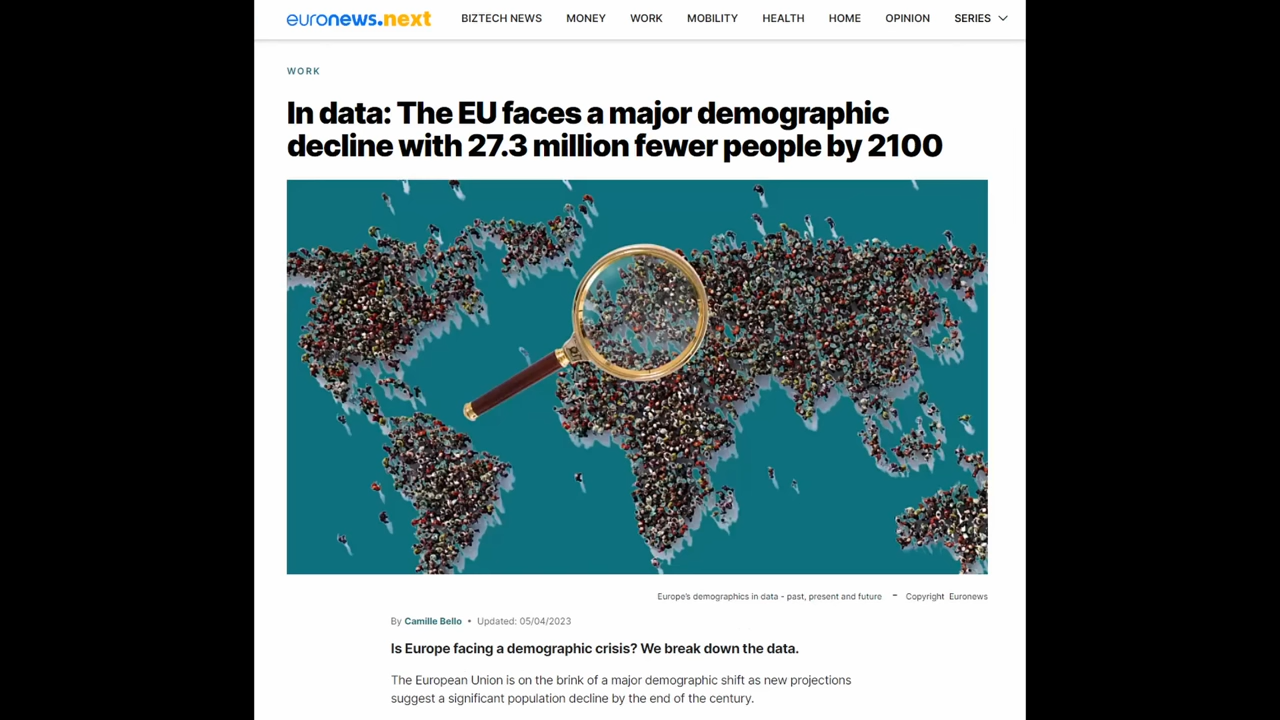 euronews.next BIZTECH NEWS MONEY WORK MOBILITY HEALTH HOME OPINION SERIES
WORK
In data: The EU faces a major demographic
decline with 27.3 million fewer people by 2100
Europe's demographics in data - past, present and future - Copyright Euronews
By Camille Bello • Updated: 05/04/2023
Is Europe facing a demographic crisis? We break down the data.
The European Union is on the brink of a major demographic shift as new projections
suggest a significant population decline by the end of the century.